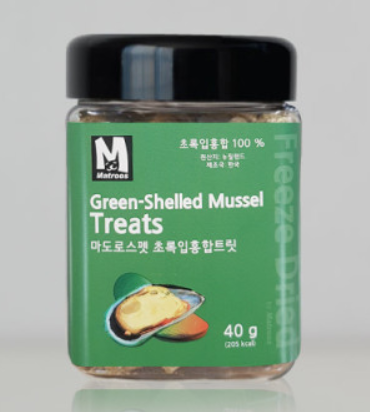 M
Matroos
초록입홍합 100 %
원산지: 뉴질랜드
제조국: 한국
Green-Shelled Mussel
Treats
마도로스펫 초록입홍합트릿
Freeze Dried
40 g
(205 kcal)